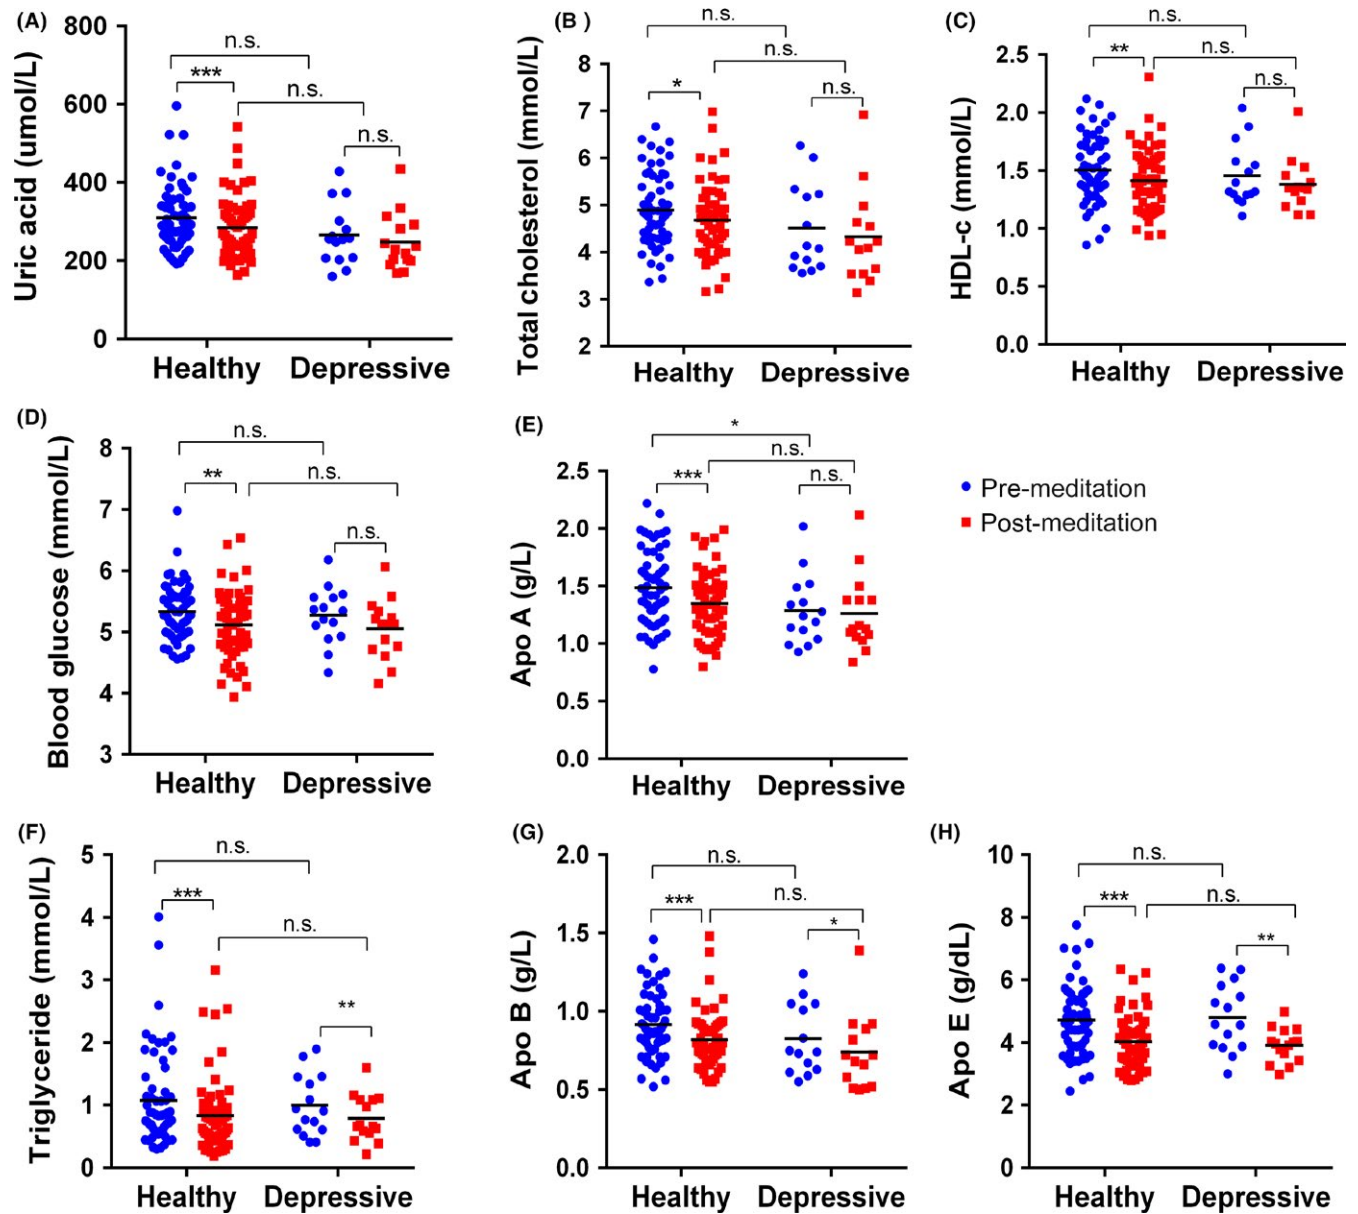 (A)
Uric acid (umol/L)
800
600
400
200
0
n.s.
***
n.s.
n.s.
Healthy Depressive
(B)
Total cholesterol (mmol/L)
8
7
6
5
4
3
2
n.s.
n.s.
*
n.s.
Healthy Depressive
(C)
HDL-c (mmol/L)
2.5
2.0
1.5
1.0
0.5
0.0
n.s.
**
n.s.
n.s.
Healthy Depressive
(D)
Blood glucose (mmol/L)
8
7
6
5
4
3
n.s.
**
n.s.
n.s.
Healthy Depressive
(E)
Apo A (g/L)
2.5
2.0
1.5
1.0
0.5
0.0
*
n.s.
***
n.s.
Healthy Depressive
Pre-meditation
Post-meditation
(F)
Triglyceride (mmol/L)
5
4
3
2
1
0
n.s.
***
n.s.
**
Healthy Depressive
(G)
Apo B (g/L)
2.0
1.5
1.0
0.5
0.0
n.s.
***
n.s.
*
Healthy Depressive
(H)
Apo E (g/dL)
10
8
6
4
2
0
n.s.
***
n.s.
**
Healthy Depressive